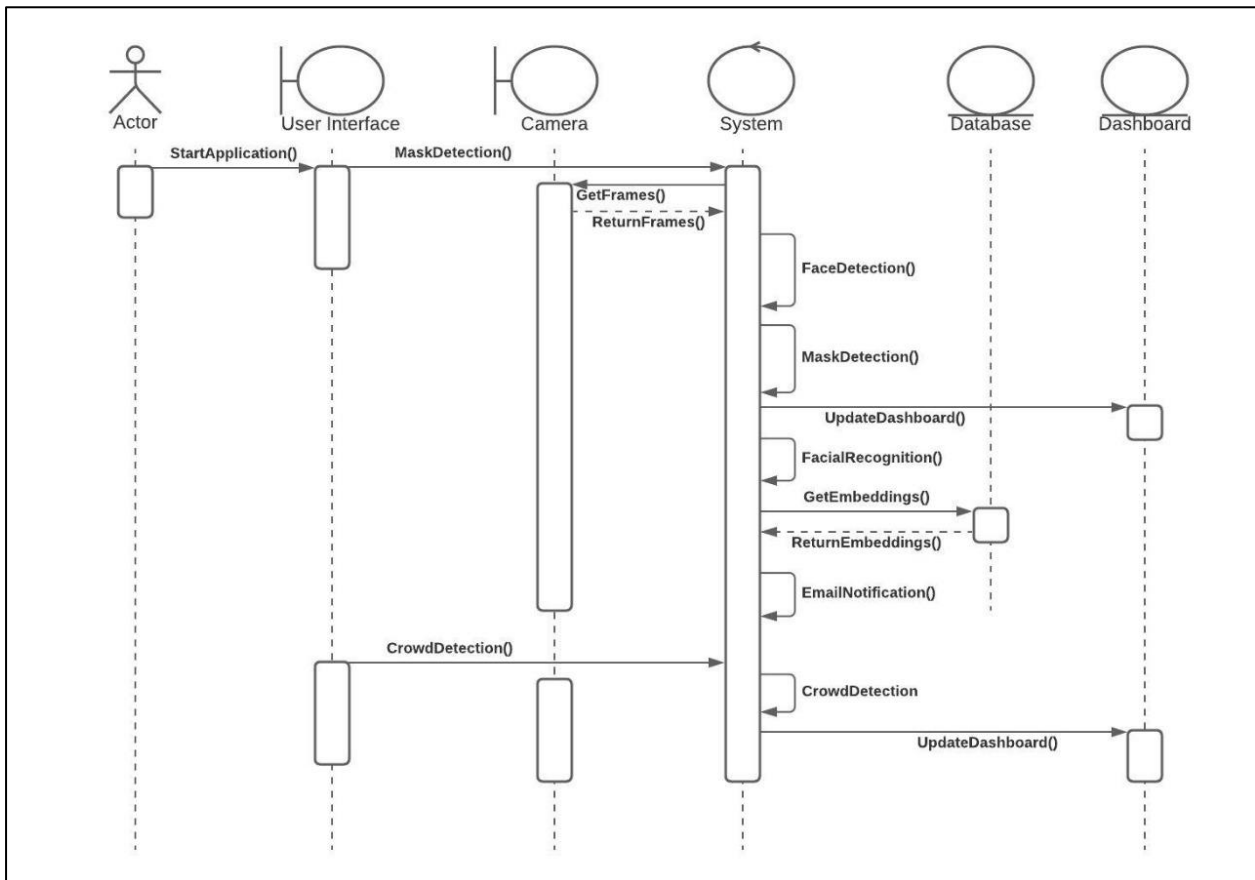 Actor
User Interface
Camera
System
Database
Dashboard
StartApplication()
MaskDetection()
GetFrames()
ReturnFrames()
FaceDetection()
MaskDetection()
UpdateDashboard()
FacialRecognition()
GetEmbeddings()
ReturnEmbeddings()
EmailNotification()
CrowdDetection()
CrowdDetection
UpdateDashboard()